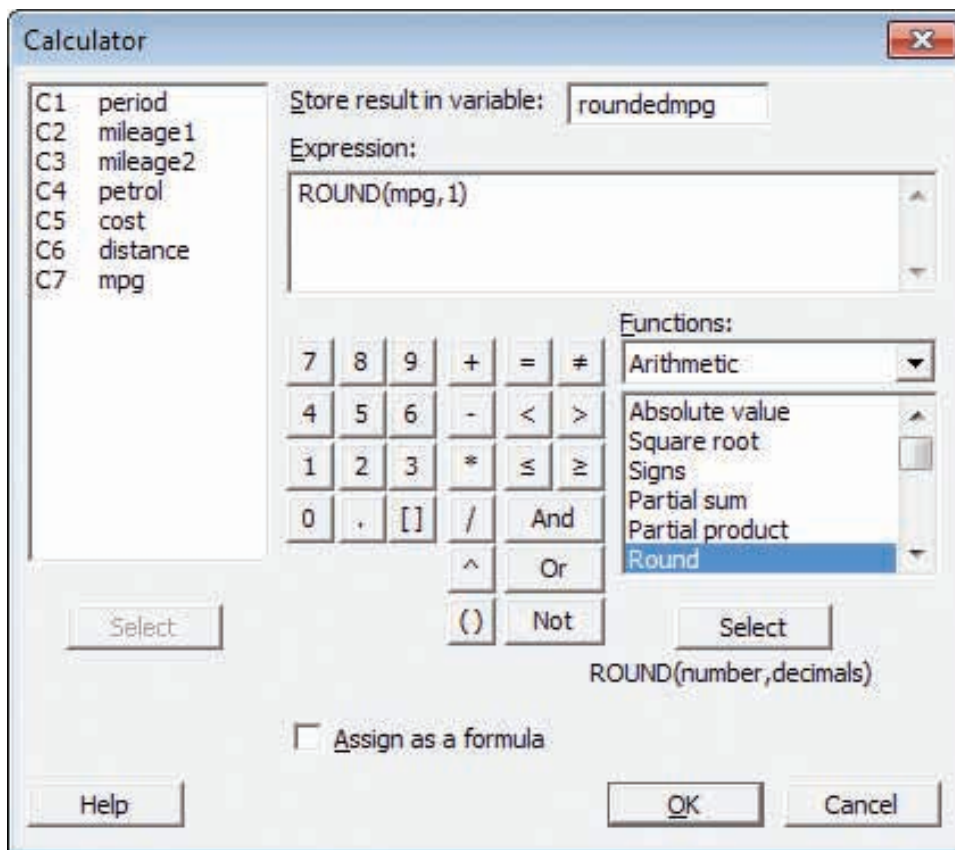 Calculator
C1 period
C2 mileage1
C3 mileage2
C4 petrol
C5 cost
C6 distance
C7 mpg
Store result in variable: roundedmpg
Expression:
ROUND(mpg,1)
Functions:
Arithmetic
7 8 9 + = ≠
4 5 6 - < >
1 2 3 * ≤ ≥
0 . [] / And
^ Or
() Not
Absolute value
Square root
Signs
Partial sum
Partial product
Round
Select
Select
ROUND(number,decimals)
Assign as a formula
Help
OK
Cancel